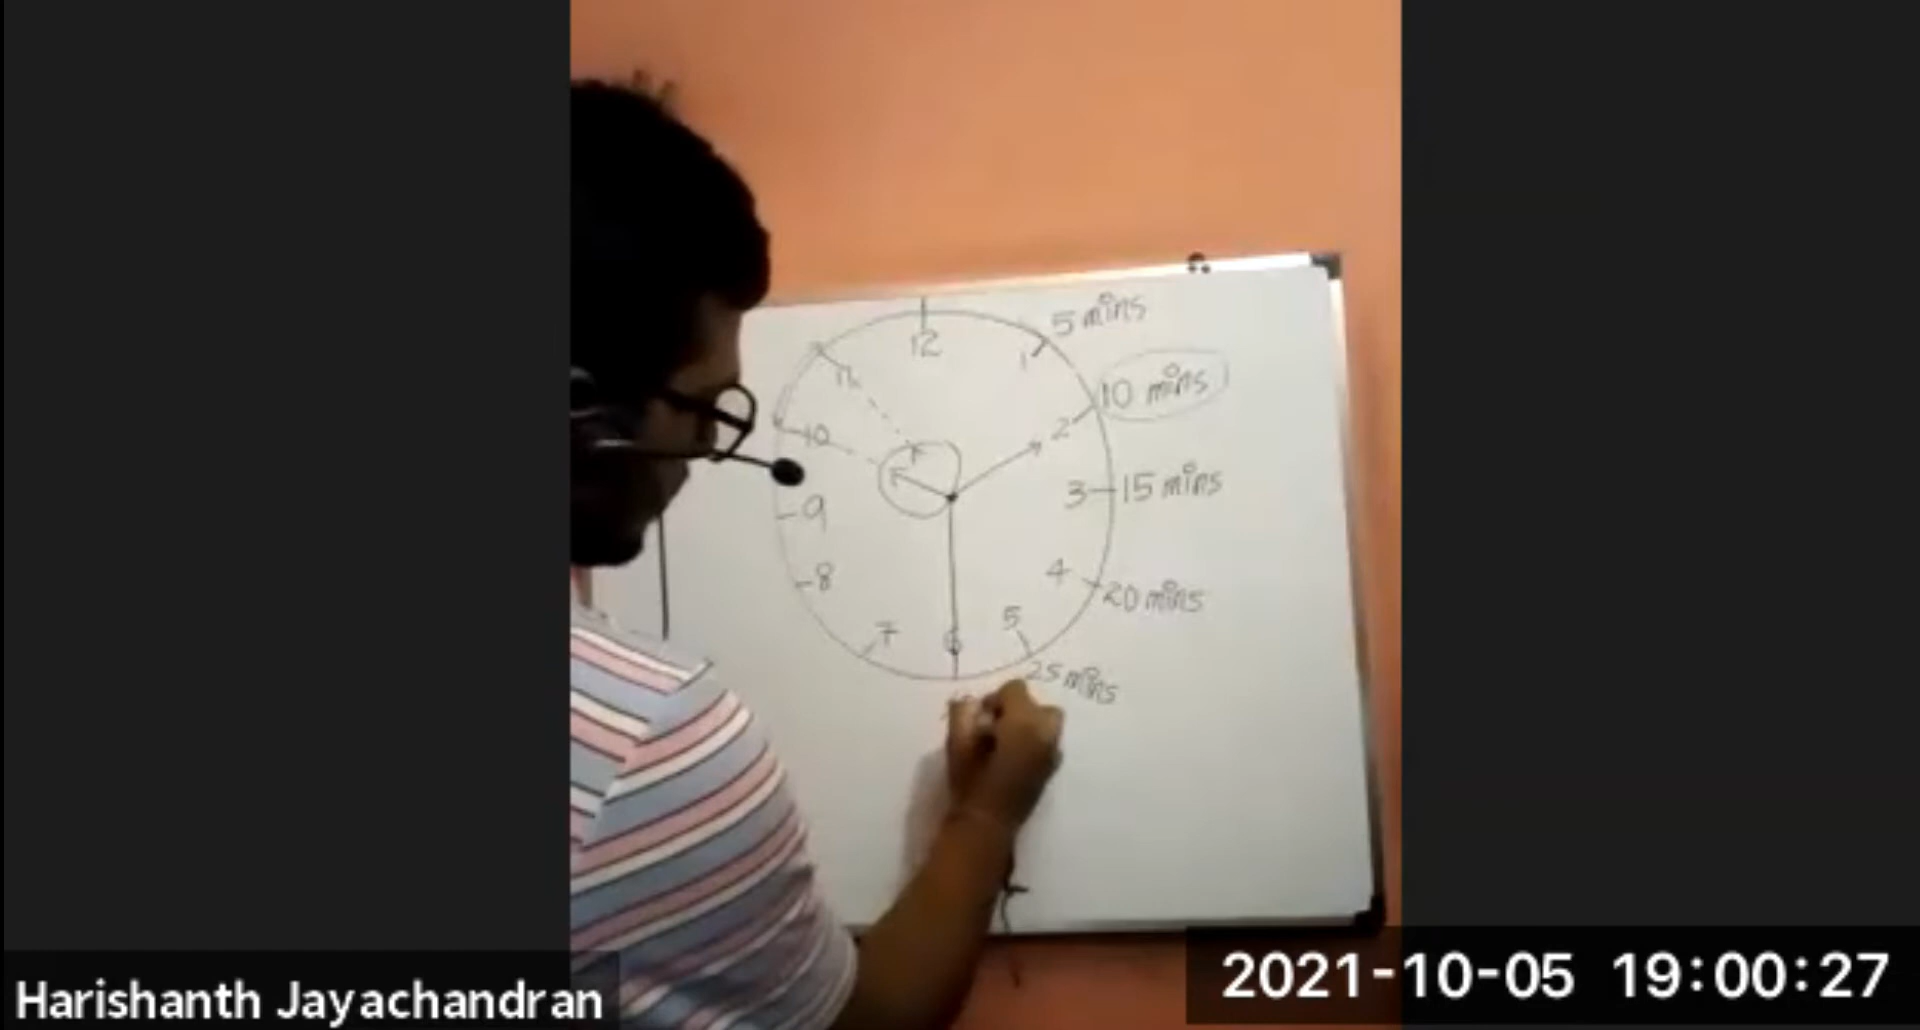 5 mins
12
1
11
10 mins
10
2
3
15 mins
9
4
20 mins
8
5
7
6
25 mins
Harishanth Jayachandran
2021-10-05 19:00:27